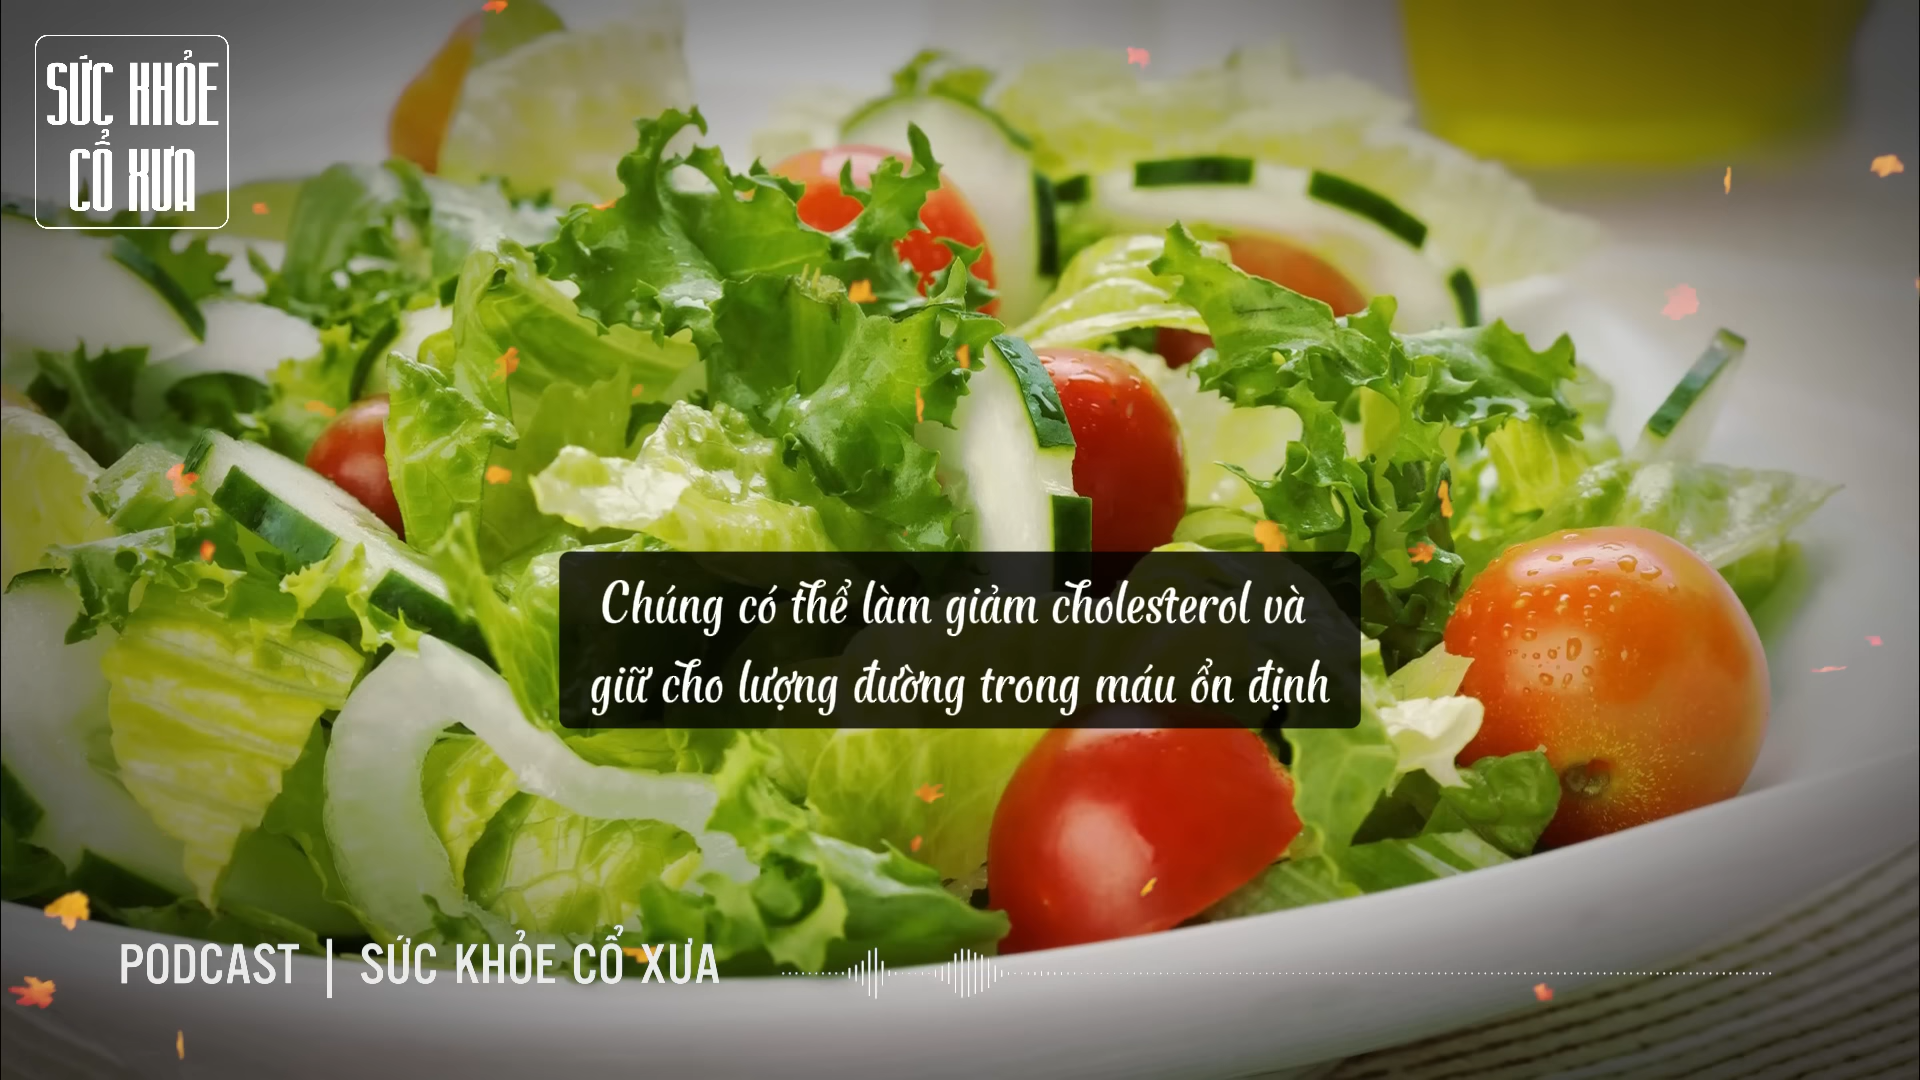 SỨC KHỎE
CỔ XƯA
Chúng có thể làm giảm cholesterol và
giữ cho lượng đường trong máu ổn định
PODCAST | SỨC KHỎE CỔ XƯA